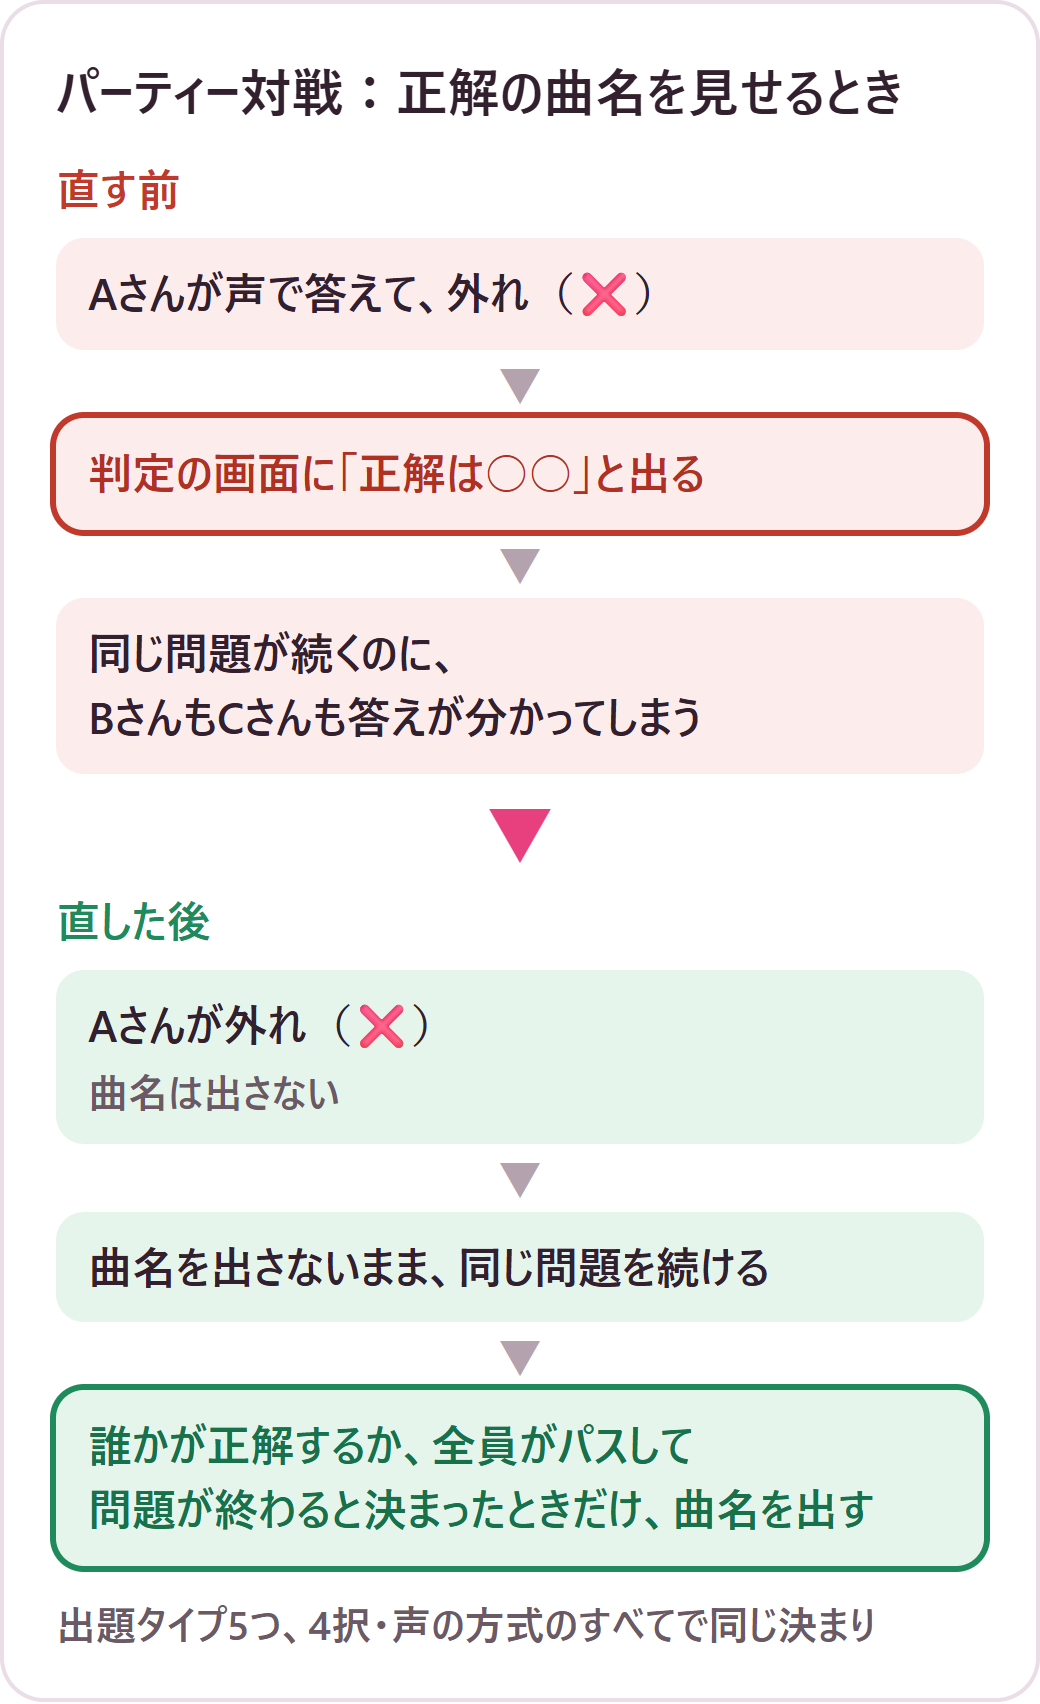 パーティー対戦：正解の曲名を見せるとき
直す前
Aさんが声で答えて、外れ（❌）
▼
判定の画面に「正解は○○」と出る
▼
同じ問題が続くのに、
BさんもCさんも答えが分かってしまう
▼
直した後
Aさんが外れ（❌）
曲名は出さない
▼
曲名を出さないまま、同じ問題を続ける
▼
誰かが正解するか、全員がパスして
問題が終わると決まったときだけ、曲名を出す
出題タイプ5つ、4択・声の方式のすべてで同じ決まり